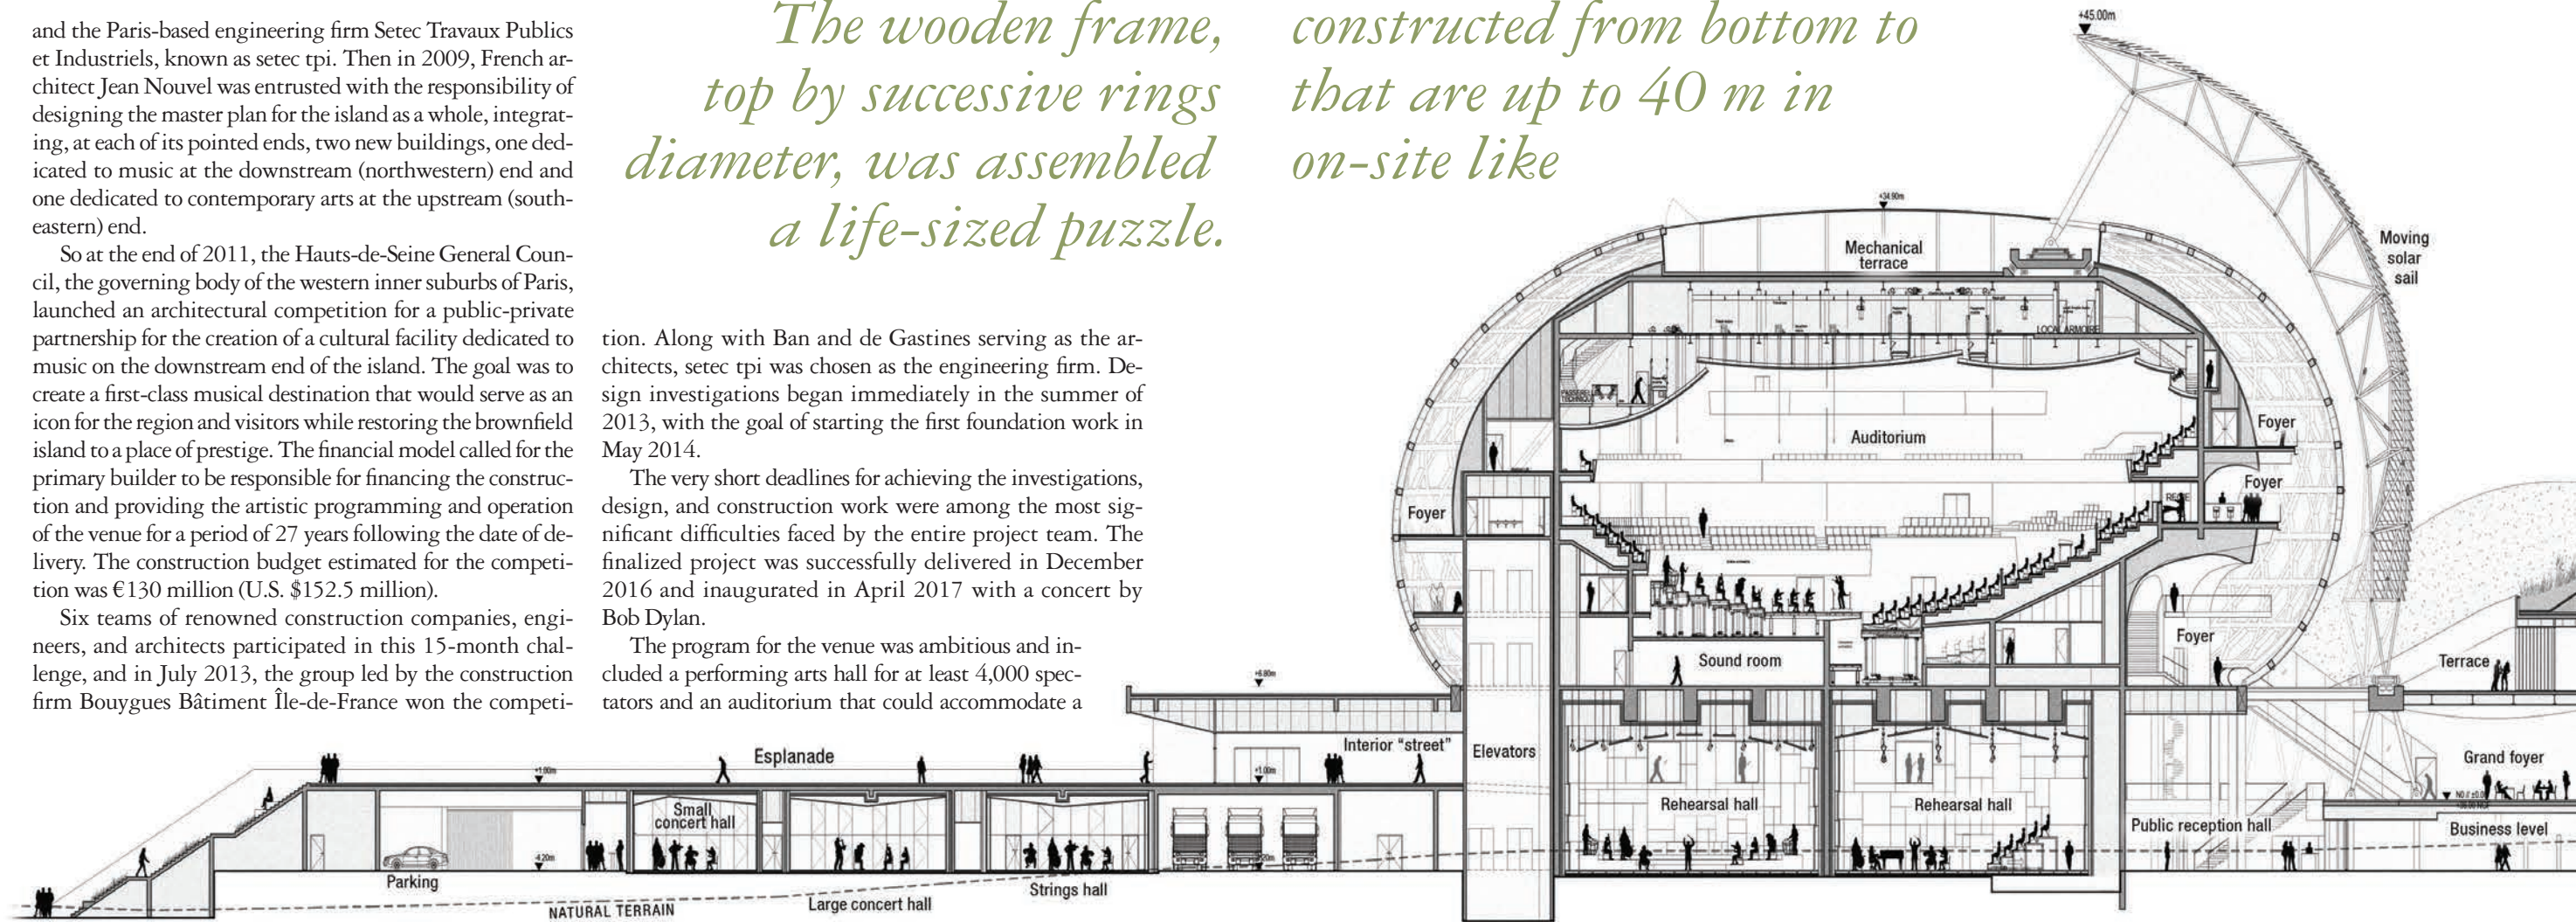 and the Paris-based engineering firm Setec Travaux Publics
et Industriels, known as setec tpi. Then in 2009, French ar-
chitect Jean Nouvel was entrusted with the responsibility of
designing the master plan for the island as a whole, integrat-
ing, at each of its pointed ends, two new buildings, one ded-
icated to music at the downstream (northwestern) end and
one dedicated to contemporary arts at the upstream (south-
eastern) end.
So at the end of 2011, the Hauts-de-Seine General Coun-
cil, the governing body of the western inner suburbs of Paris,
launched an architectural competition for a public-private
partnership for the creation of a cultural facility dedicated to
music on the downstream end of the island. The goal was to
create a first-class musical destination that would serve as an
icon for the region and visitors while restoring the brownfield
island to a place of prestige. The financial model called for the
primary builder to be responsible for financing the construc-
tion and providing the artistic programming and operation
of the venue for a period of 27 years following the date of de-
livery. The construction budget estimated for the competi-
tion was €130 million (U.S. $152.5 million).
Six teams of renowned construction companies, engi-
neers, and architects participated in this 15-month chal-
lenge, and in July 2013, the group led by the construction
firm Bouygues Bâtiment Île-de-France won the competi-
The wooden frame, constructed from bottom to
top by successive rings that are up to 40 m in
diameter, was assembled on-site like
a life-sized puzzle.
tion. Along with Ban and de Gastines serving as the ar-
chitects, setec tpi was chosen as the engineering firm. De-
sign investigations began immediately in the summer of
2013, with the goal of starting the first foundation work in
May 2014.
The very short deadlines for achieving the investigations,
design, and construction work were among the most sig-
nificant difficulties faced by the entire project team. The
finalized project was successfully delivered in December
2016 and inaugurated in April 2017 with a concert by
Bob Dylan.
The program for the venue was ambitious and in-
cluded a performing arts hall for at least 4,000 spec-
tators and an auditorium that could accommodate a
+45.00m
+34.90m
Mechanical
terrace
Moving
solar
sail
LOCAL ARMOIRE
Auditorium
Foyer
Foyer
Foyer
Foyer
Sound room
Terrace
+6.80m
Esplanade
Interior "street"
Elevators
Grand foyer
+1.00m
+1.00m
Small
concert hall
Rehearsal hall
Rehearsal hall
Public reception hall
Business level
Parking
-4.20m
Strings hall
Large concert hall
NATURAL TERRAIN